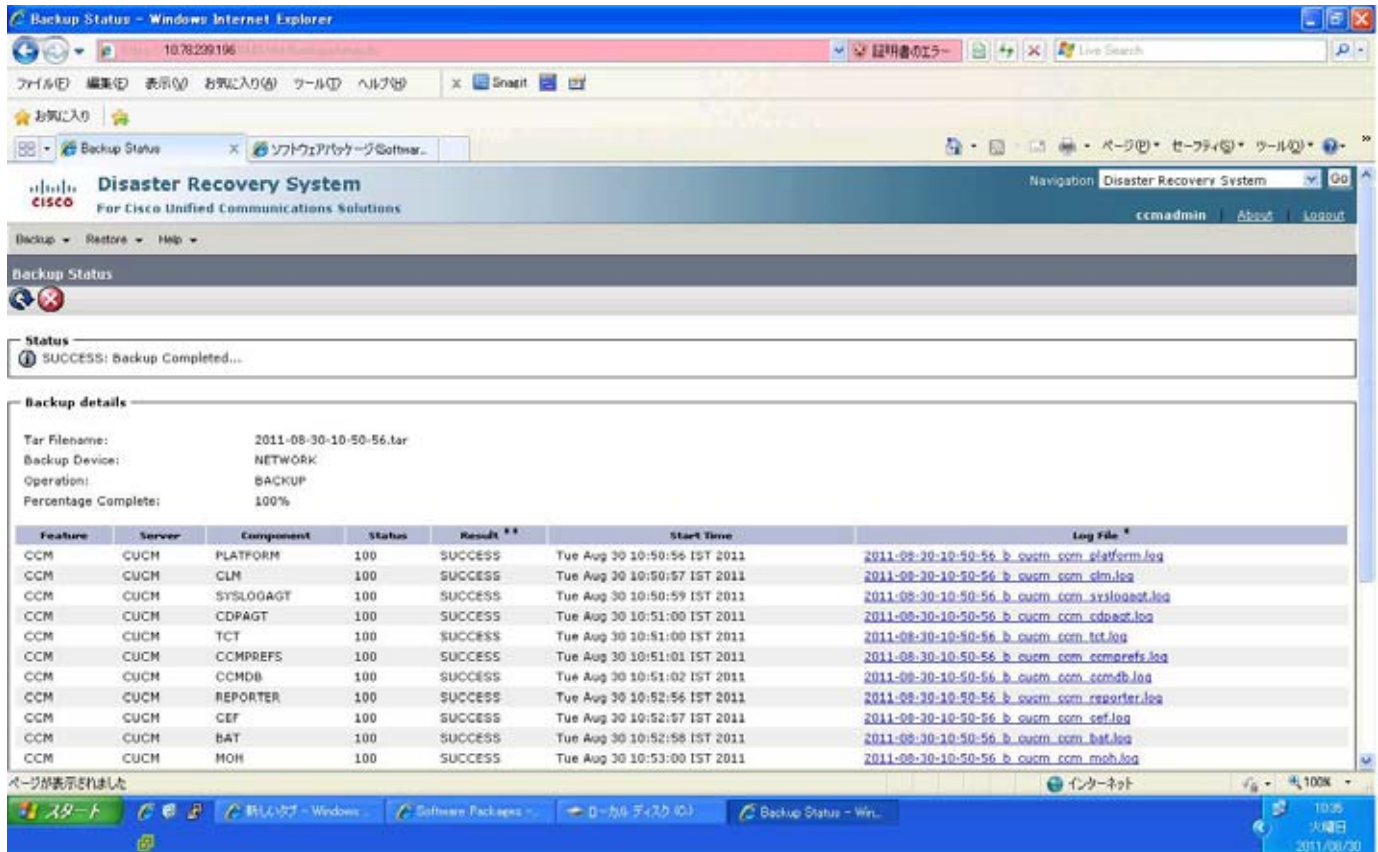 Backup Status - Windows Internet Explorer
10.78.239.196
証明書のエラー
Live Search
ファイル(F) 編集(E) 表示(V) お気に入り(A) ツール(T) ヘルプ(H) x Snagit
お気に入り
Backup Status x ソフトウェアパッケージ(Softwar...
ページ(P) セーフティ(S) ツール(O) »
cisco
Disaster Recovery System
For Cisco Unified Communications Solutions
Navigation Disaster Recovery System Go
ccmadmin | About | Logout
Backup Restore Help
Backup Status
Status
SUCCESS: Backup Completed...
Backup details
Tar Filename: 2011-08-30-10-50-56.tar
Backup Device: NETWORK
Operation: BACKUP
Percentage Complete: 100%
Feature Server Component Status Result ** Start Time Log File *
CCM CUCM PLATFORM 100 SUCCESS Tue Aug 30 10:50:56 IST 2011 2011-08-30-10-50-56_b_cucm_ccm_platform.log
CCM CUCM CLM 100 SUCCESS Tue Aug 30 10:50:57 IST 2011 2011-08-30-10-50-56_b_cucm_ccm_clm.log
CCM CUCM SYSLOGAGT 100 SUCCESS Tue Aug 30 10:50:59 IST 2011 2011-08-30-10-50-56_b_cucm_ccm_syslogagt.log
CCM CUCM CDPAGT 100 SUCCESS Tue Aug 30 10:51:00 IST 2011 2011-08-30-10-50-56_b_cucm_ccm_cdpagt.log
CCM CUCM TCT 100 SUCCESS Tue Aug 30 10:51:00 IST 2011 2011-08-30-10-50-56_b_cucm_ccm_tct.log
CCM CUCM CCMPREFS 100 SUCCESS Tue Aug 30 10:51:01 IST 2011 2011-08-30-10-50-56_b_cucm_ccm_ccmprefs.log
CCM CUCM CCMDB 100 SUCCESS Tue Aug 30 10:51:02 IST 2011 2011-08-30-10-50-56_b_cucm_ccm_ccmdb.log
CCM CUCM REPORTER 100 SUCCESS Tue Aug 30 10:52:56 IST 2011 2011-08-30-10-50-56_b_cucm_ccm_reporter.log
CCM CUCM CEF 100 SUCCESS Tue Aug 30 10:52:57 IST 2011 2011-08-30-10-50-56_b_cucm_ccm_cef.log
CCM CUCM BAT 100 SUCCESS Tue Aug 30 10:52:58 IST 2011 2011-08-30-10-50-56_b_cucm_ccm_bat.log
CCM CUCM MOH 100 SUCCESS Tue Aug 30 10:53:00 IST 2011 2011-08-30-10-50-56_b_cucm_ccm_moh.log
ページが表示されました インターネット 100%
スタート 新しいタブ - Windows ... Software Packages - ... ローカル ディスク (C:) Backup Status - Win...
10:35
火曜日
2011/08/30